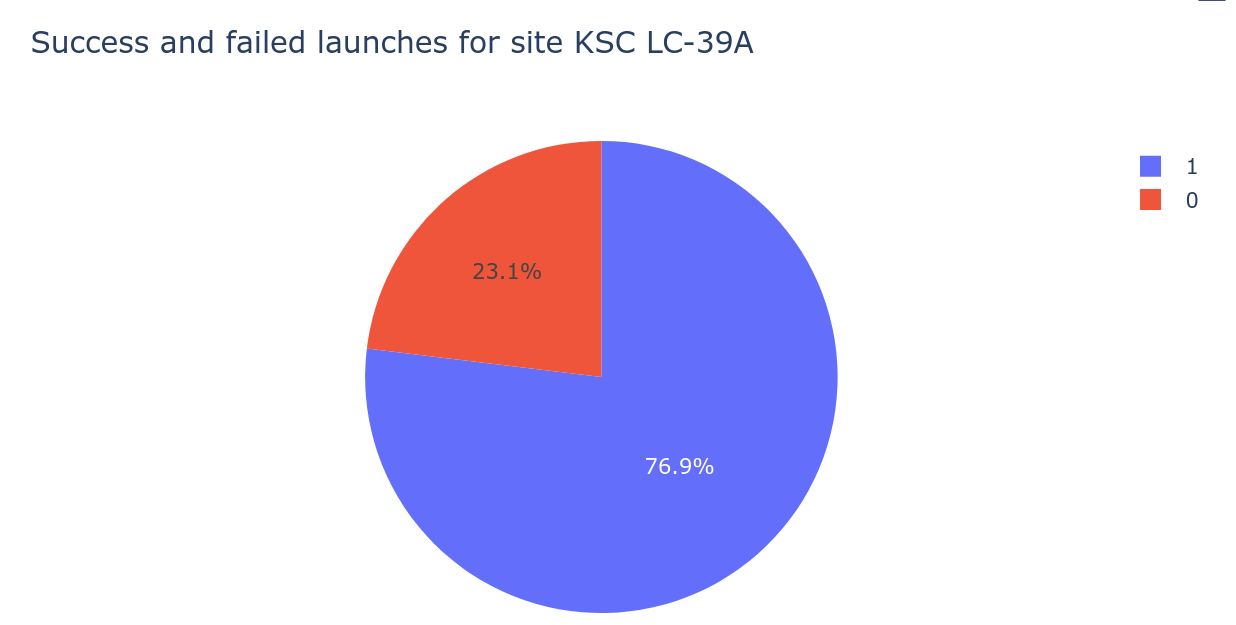 Success and failed launches for site KSC LC-39A
1
0
23.1%
76.9%